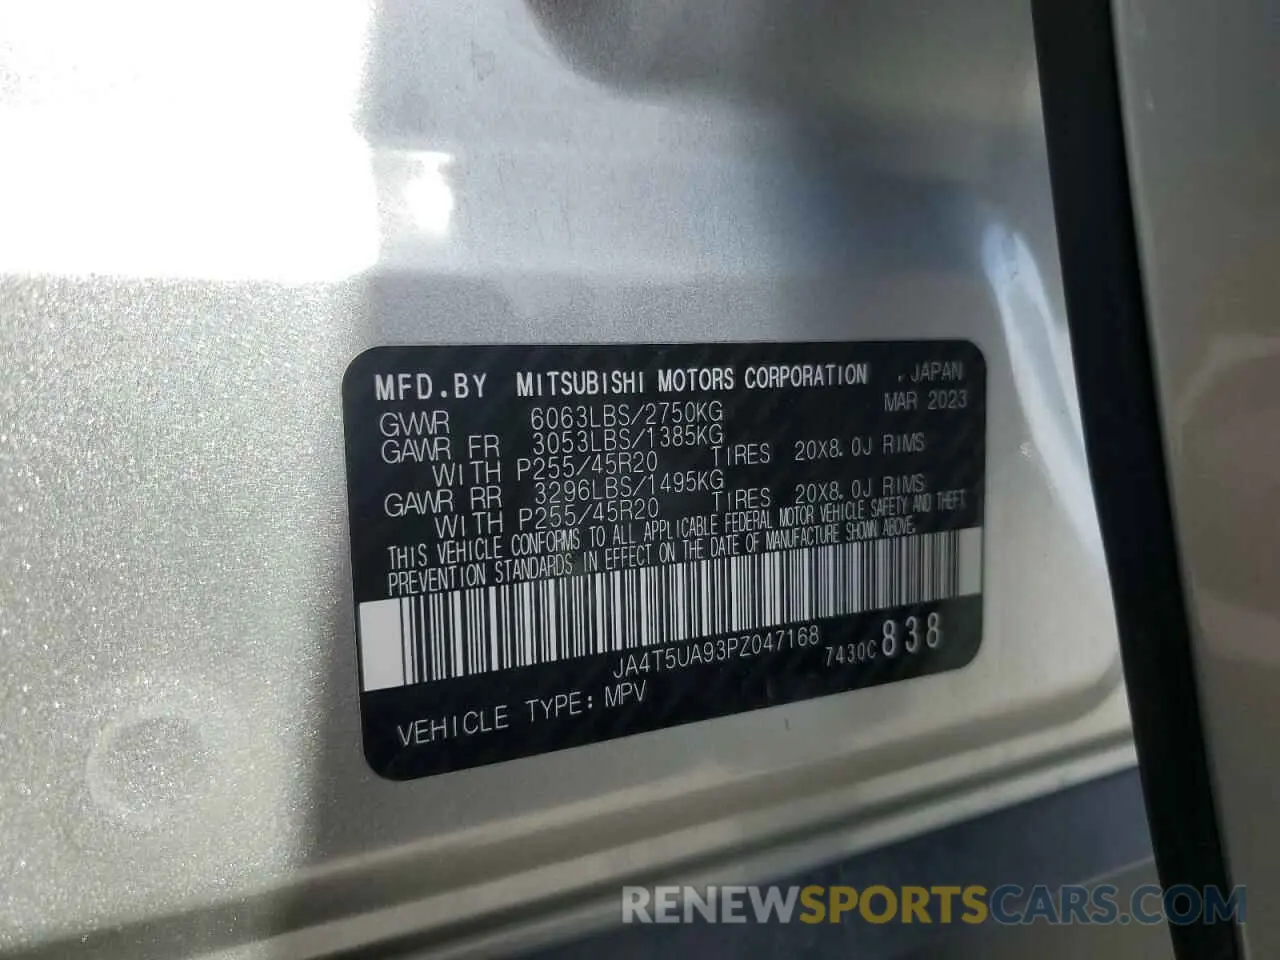 MFD.BY MITSUBISHI MOTORS CORPORATION , JAPAN
GVWR 6063LBS/2750KG MAR 2023
GAWR FR 3053LBS/1385KG
WITH P255/45R20 TIRES 20X8.0J RIMS
GAWR RR 3296LBS/1495KG
WITH P255/45R20 TIRES 20X8.0J RIMS
THIS VEHICLE CONFORMS TO ALL APPLICABLE FEDERAL MOTOR VEHICLE SAFETY AND THEFT
PREVENTION STANDARDS IN EFFECT ON THE DATE OF MANUFACTURE SHOWN ABOVE.
JA4T5UA93PZ047168 7430C 838
VEHICLE TYPE: MPV
RENEWSPORTSCARS.COM